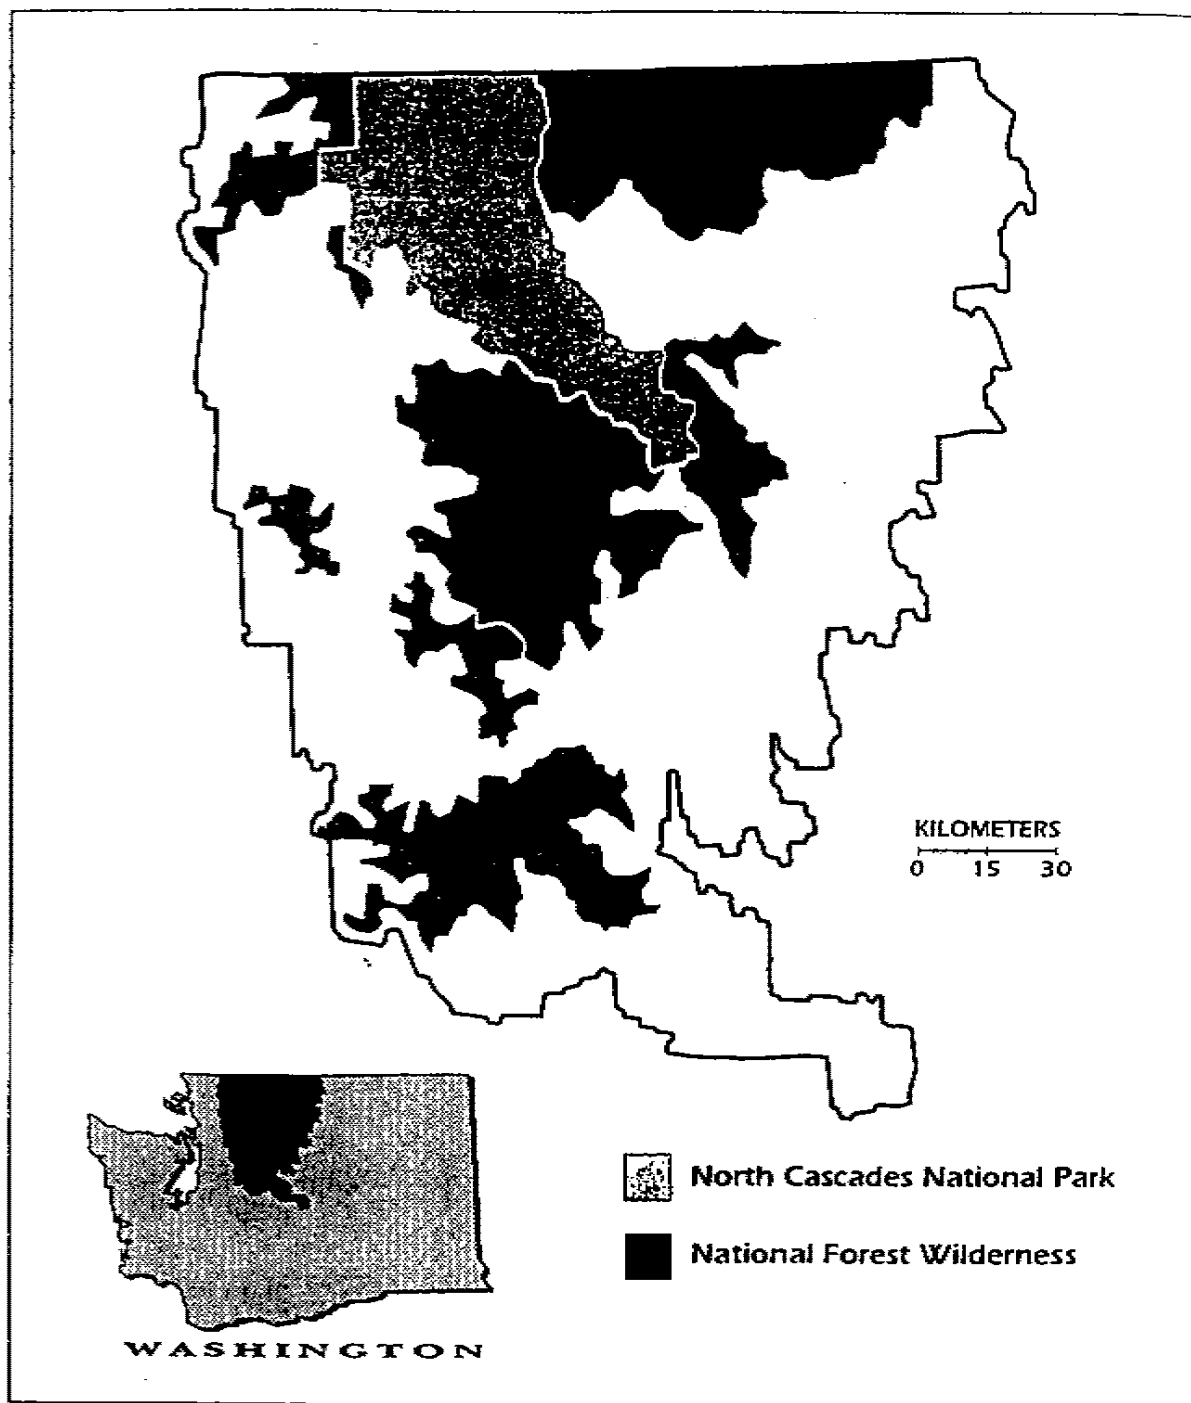 KILOMETERS
0 15 30
North Cascades National Park
National Forest Wilderness
WASHINGTON